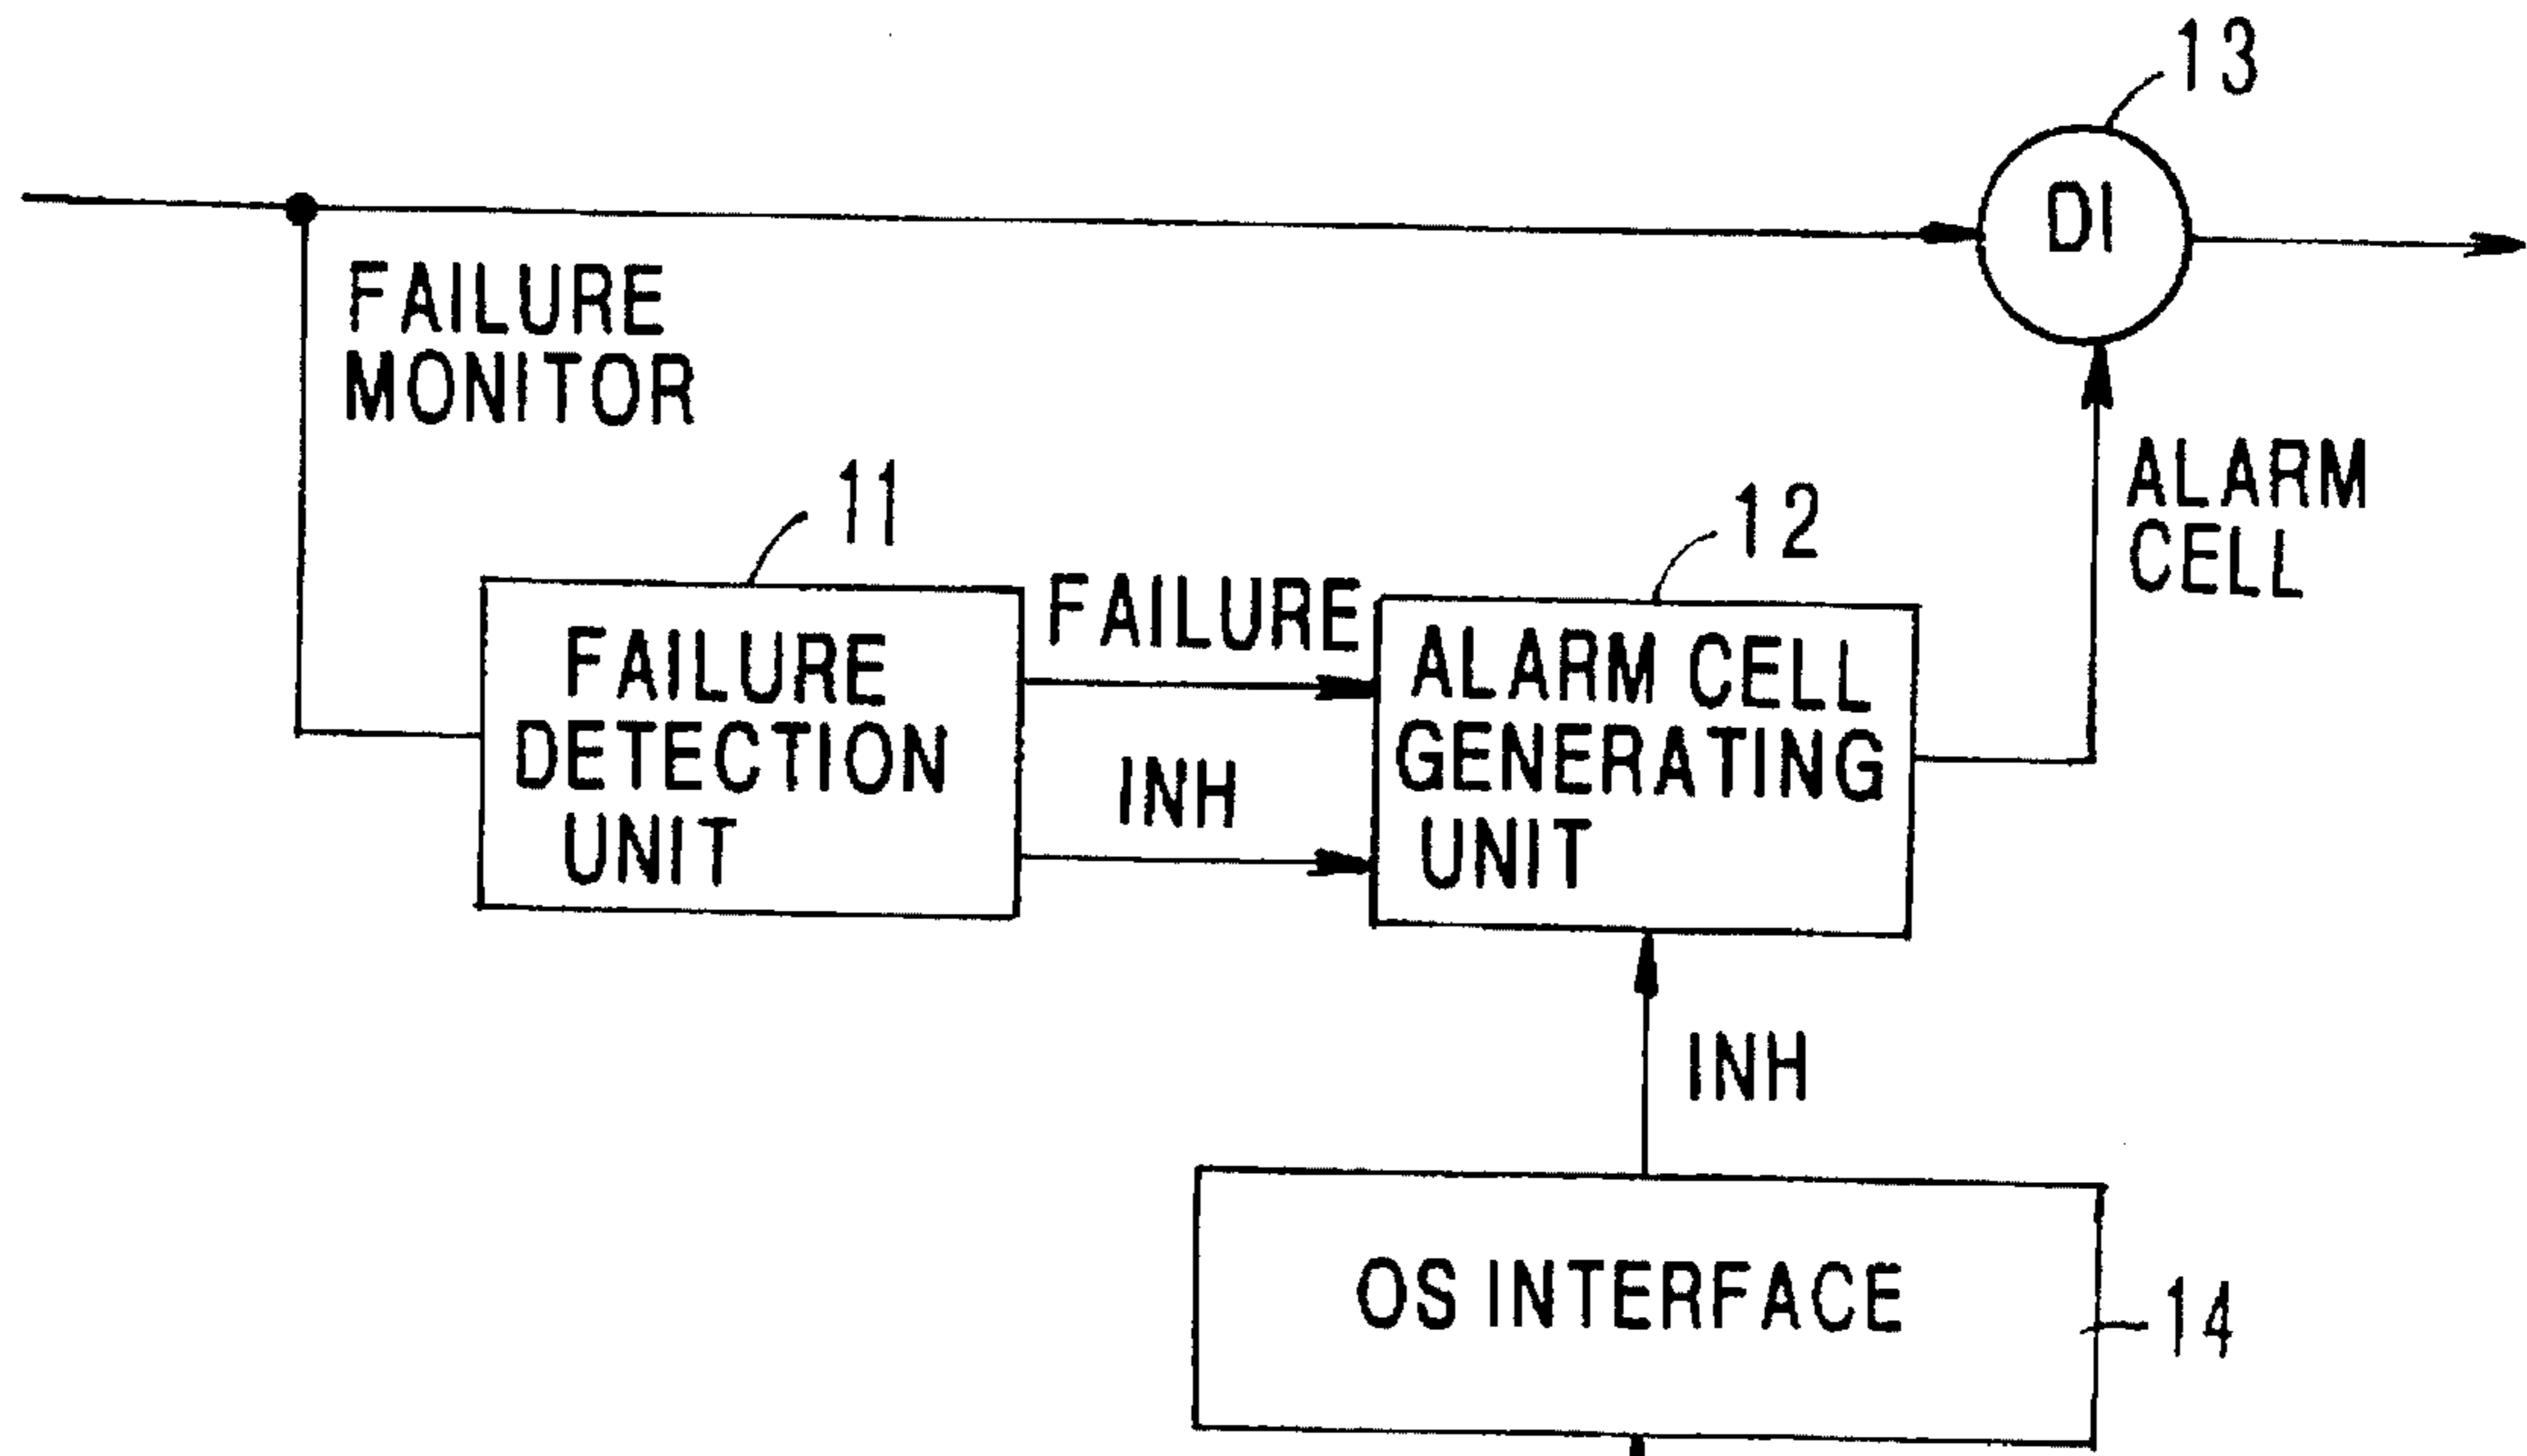 13
DI
FAILURE
MONITOR
ALARM
CELL
11
12
FAILURE
FAILURE
DETECTION
UNIT
INH
ALARM CELL
GENERATING
UNIT
INH
OS INTERFACE
14